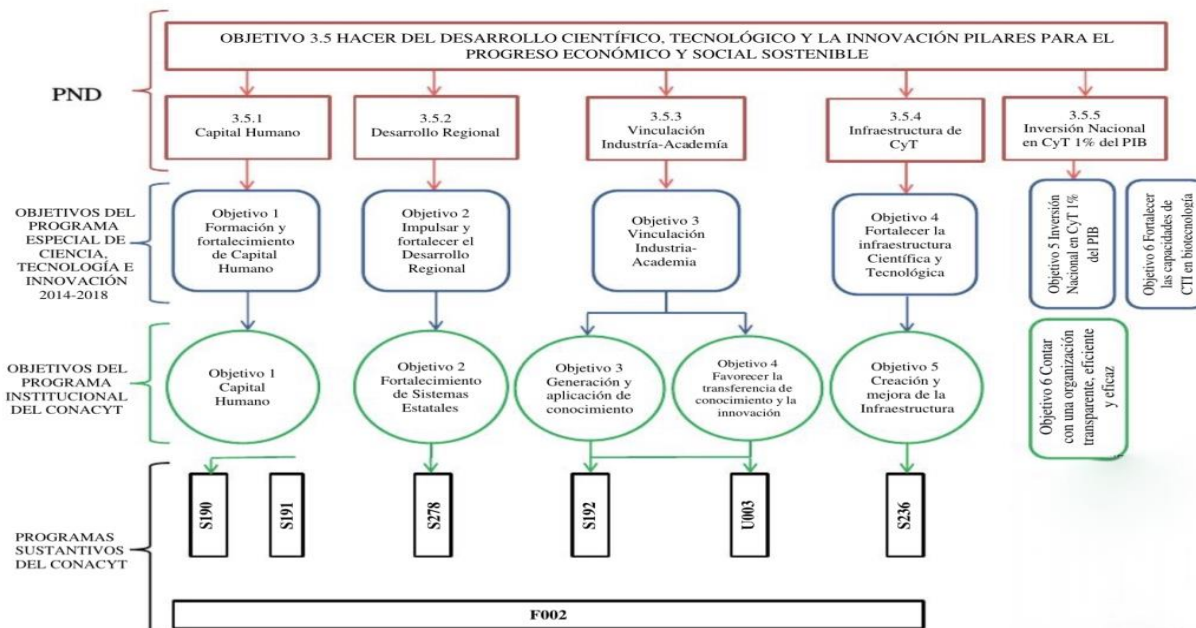 OBJETIVO 3.5 HACER DEL DESARROLLO CIENTÍFICO, TECNOLÓGICO Y LA INNOVACIÓN PILARES PARA EL
PROGRESO ECONÓMICO Y SOCIAL SOSTENIBLE
PND
3.5.1
Capital Humano
3.5.2
Desarrollo Regional
3.5.3
Vinculación
Industría-Academía
3.5.4
Infraestructura de
CyT
3.5.5
Inversión Nacional
en CyT 1% del PIB
OBJETIVOS DEL
PROGRAMA
ESPECIAL DE
CIENCIA,
TECNOLOGÍA E
INNOVACIÓN
2014-2018
Objetivo 1
Formación y
fortalecimiento
de Capital
Humano
Objetivo 2
Impulsar y
fortalecer el
Desarrollo
Regional
Objetivo 3
Vinculación
Industria-
Academia
Objetivo 4
Fortalecer la
infraestructura
Científica y
Tecnológica
Objetivo 5 Inversión
Nacional en CyT 1%
del PIB
Objetivo 6 Fortalecer
las capacidades de
CTI en biotecnología
OBJETIVOS DEL
PROGRAMA
INSTITUCIONAL
DEL CONACYT
Objetivo 1
Capital
Humano
Objetivo 2
Fortalecimiento
de Sistemas
Estatales
Objetivo 3
Generación y
aplicación de
conocimiento
Objetivo 4
Favorecer la
transferencia de
conocimiento y la
innovación
Objetivo 5
Creación y
mejora de la
Infraestructura
Objetivo 6 Contar
con una organización
transparente, eficiente
y eficaz
PROGRAMAS
SUSTANTIVOS
DEL CONACYT
S190
S191
S278
S192
U003
S236
F002